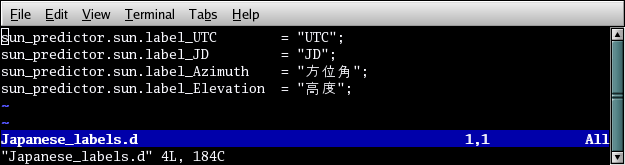 File Edit View Terminal Tabs Help
sun_predictor.sun.label_UTC = "UTC";
sun_predictor.sun.label_JD = "JD";
sun_predictor.sun.label_Azimuth = "方位角";
sun_predictor.sun.label_Elevation = "高度";
~
~
Japanese_labels.d 1,1 All
"Japanese_labels.d" 4L, 184C